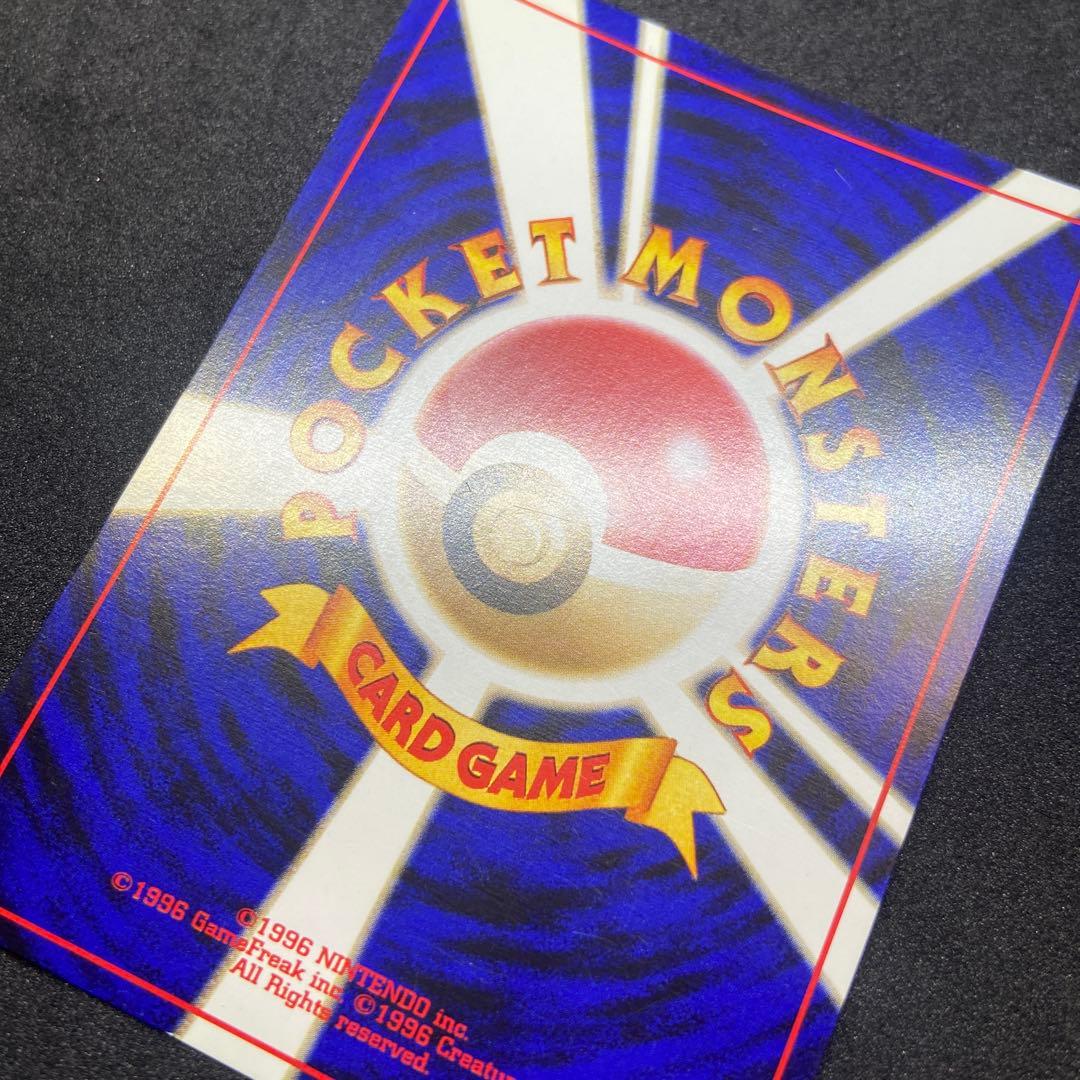 POCKET MONSTERS
CARD GAME
©1996 NINTENDO inc.
©1996 GameFreak inc. ©1996
All Rights reserved.